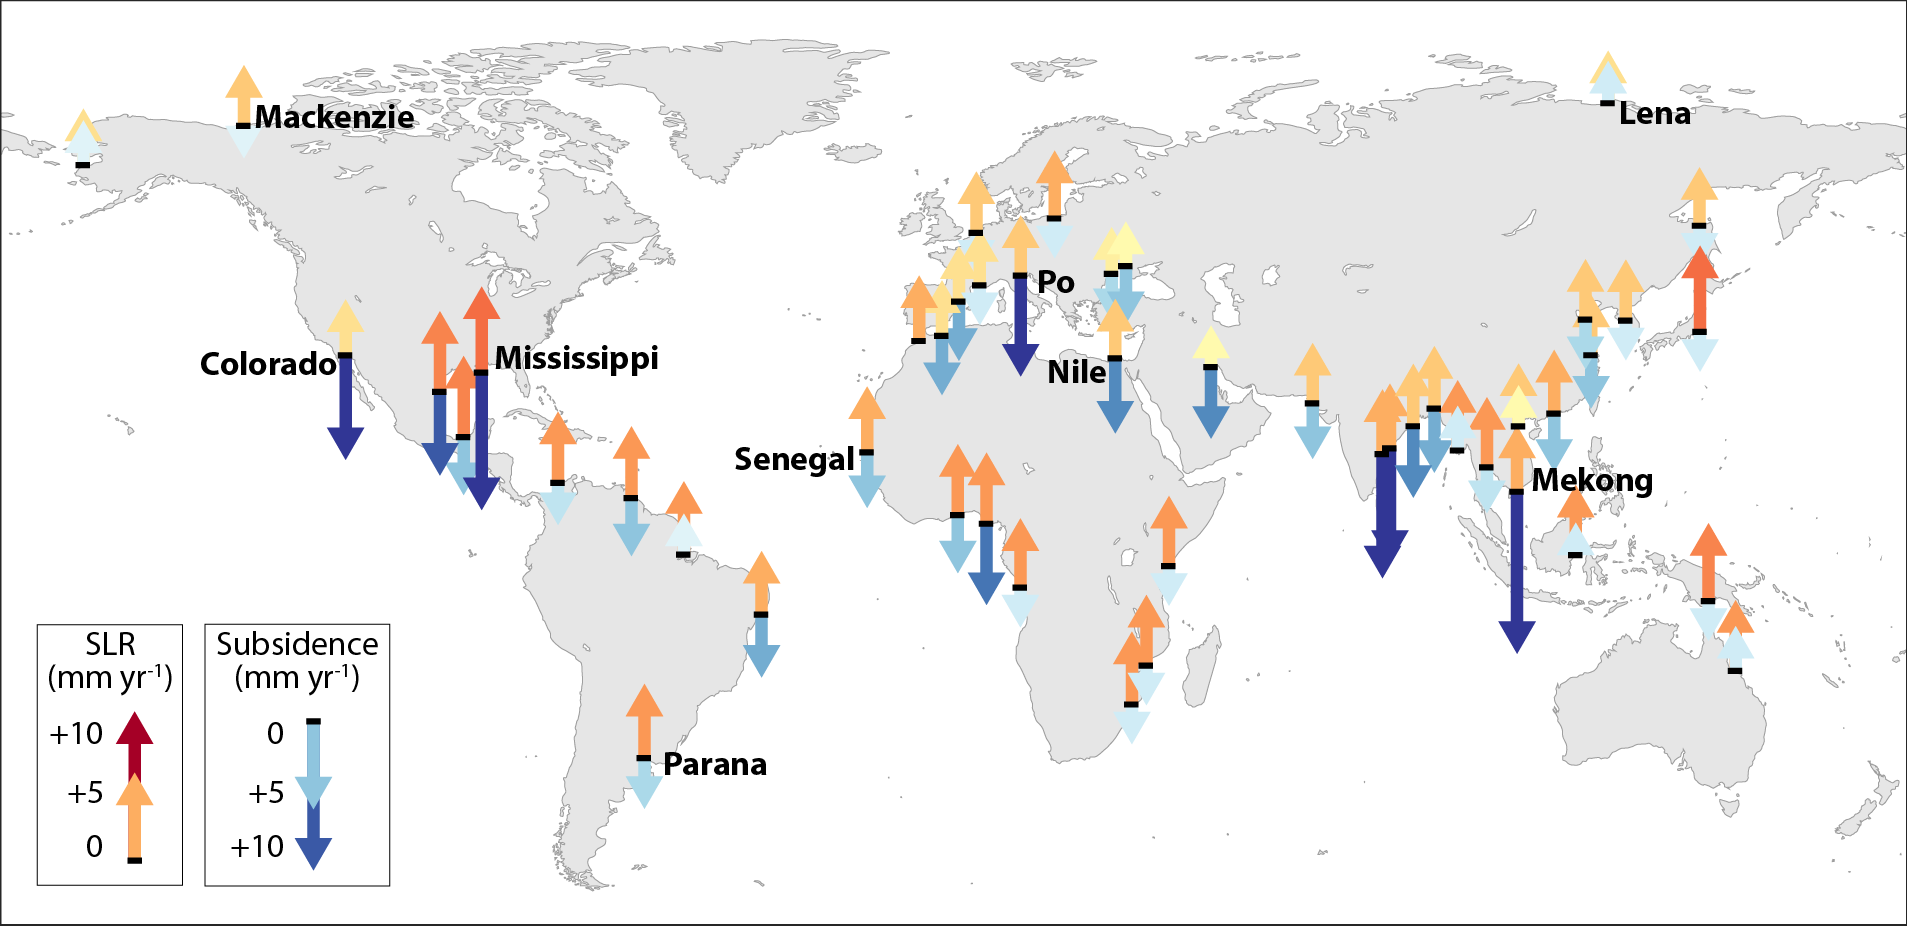 Mackenzie
Lena
Po
Colorado
Mississippi
Nile
Senegal
Mekong
Parana
SLR
(mm yr-1)
+10
+5
0
Subsidence
(mm yr-1)
0
+5
+10